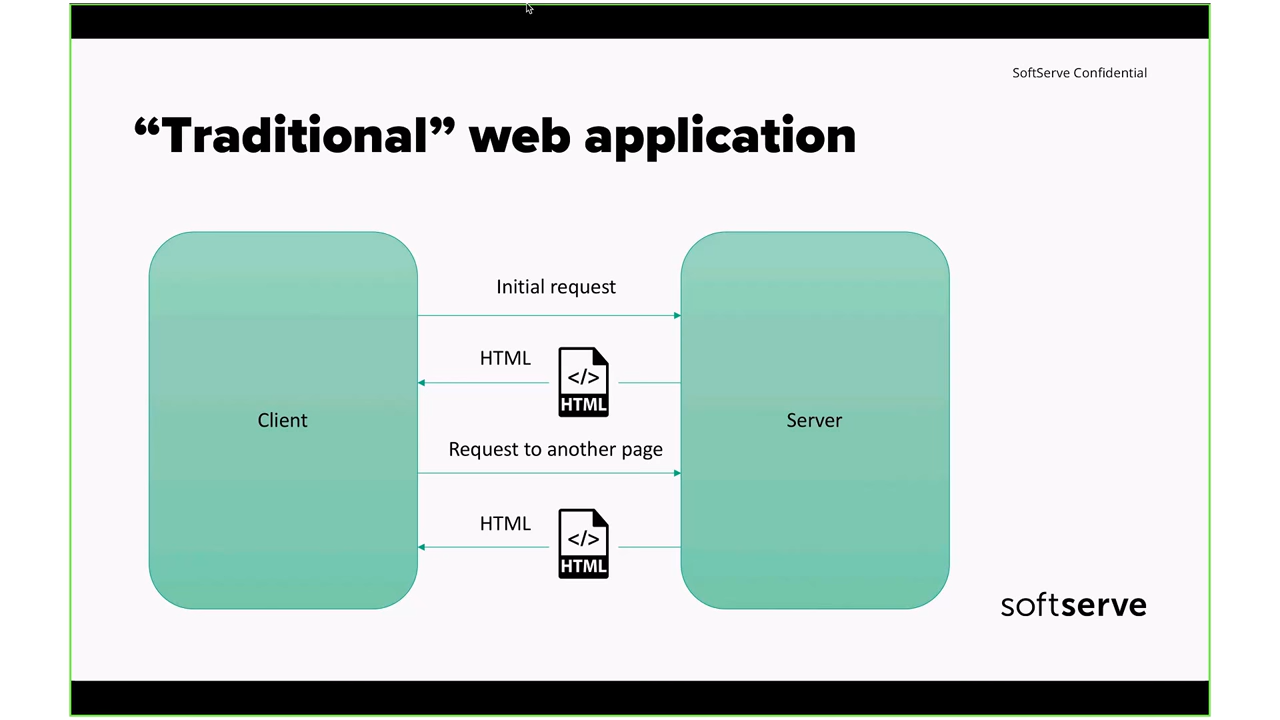 SoftServe Confidential
“Traditional” web application
Initial request
HTML
</>
HTML
Client
Server
Request to another page
HTML
</>
HTML
softserve